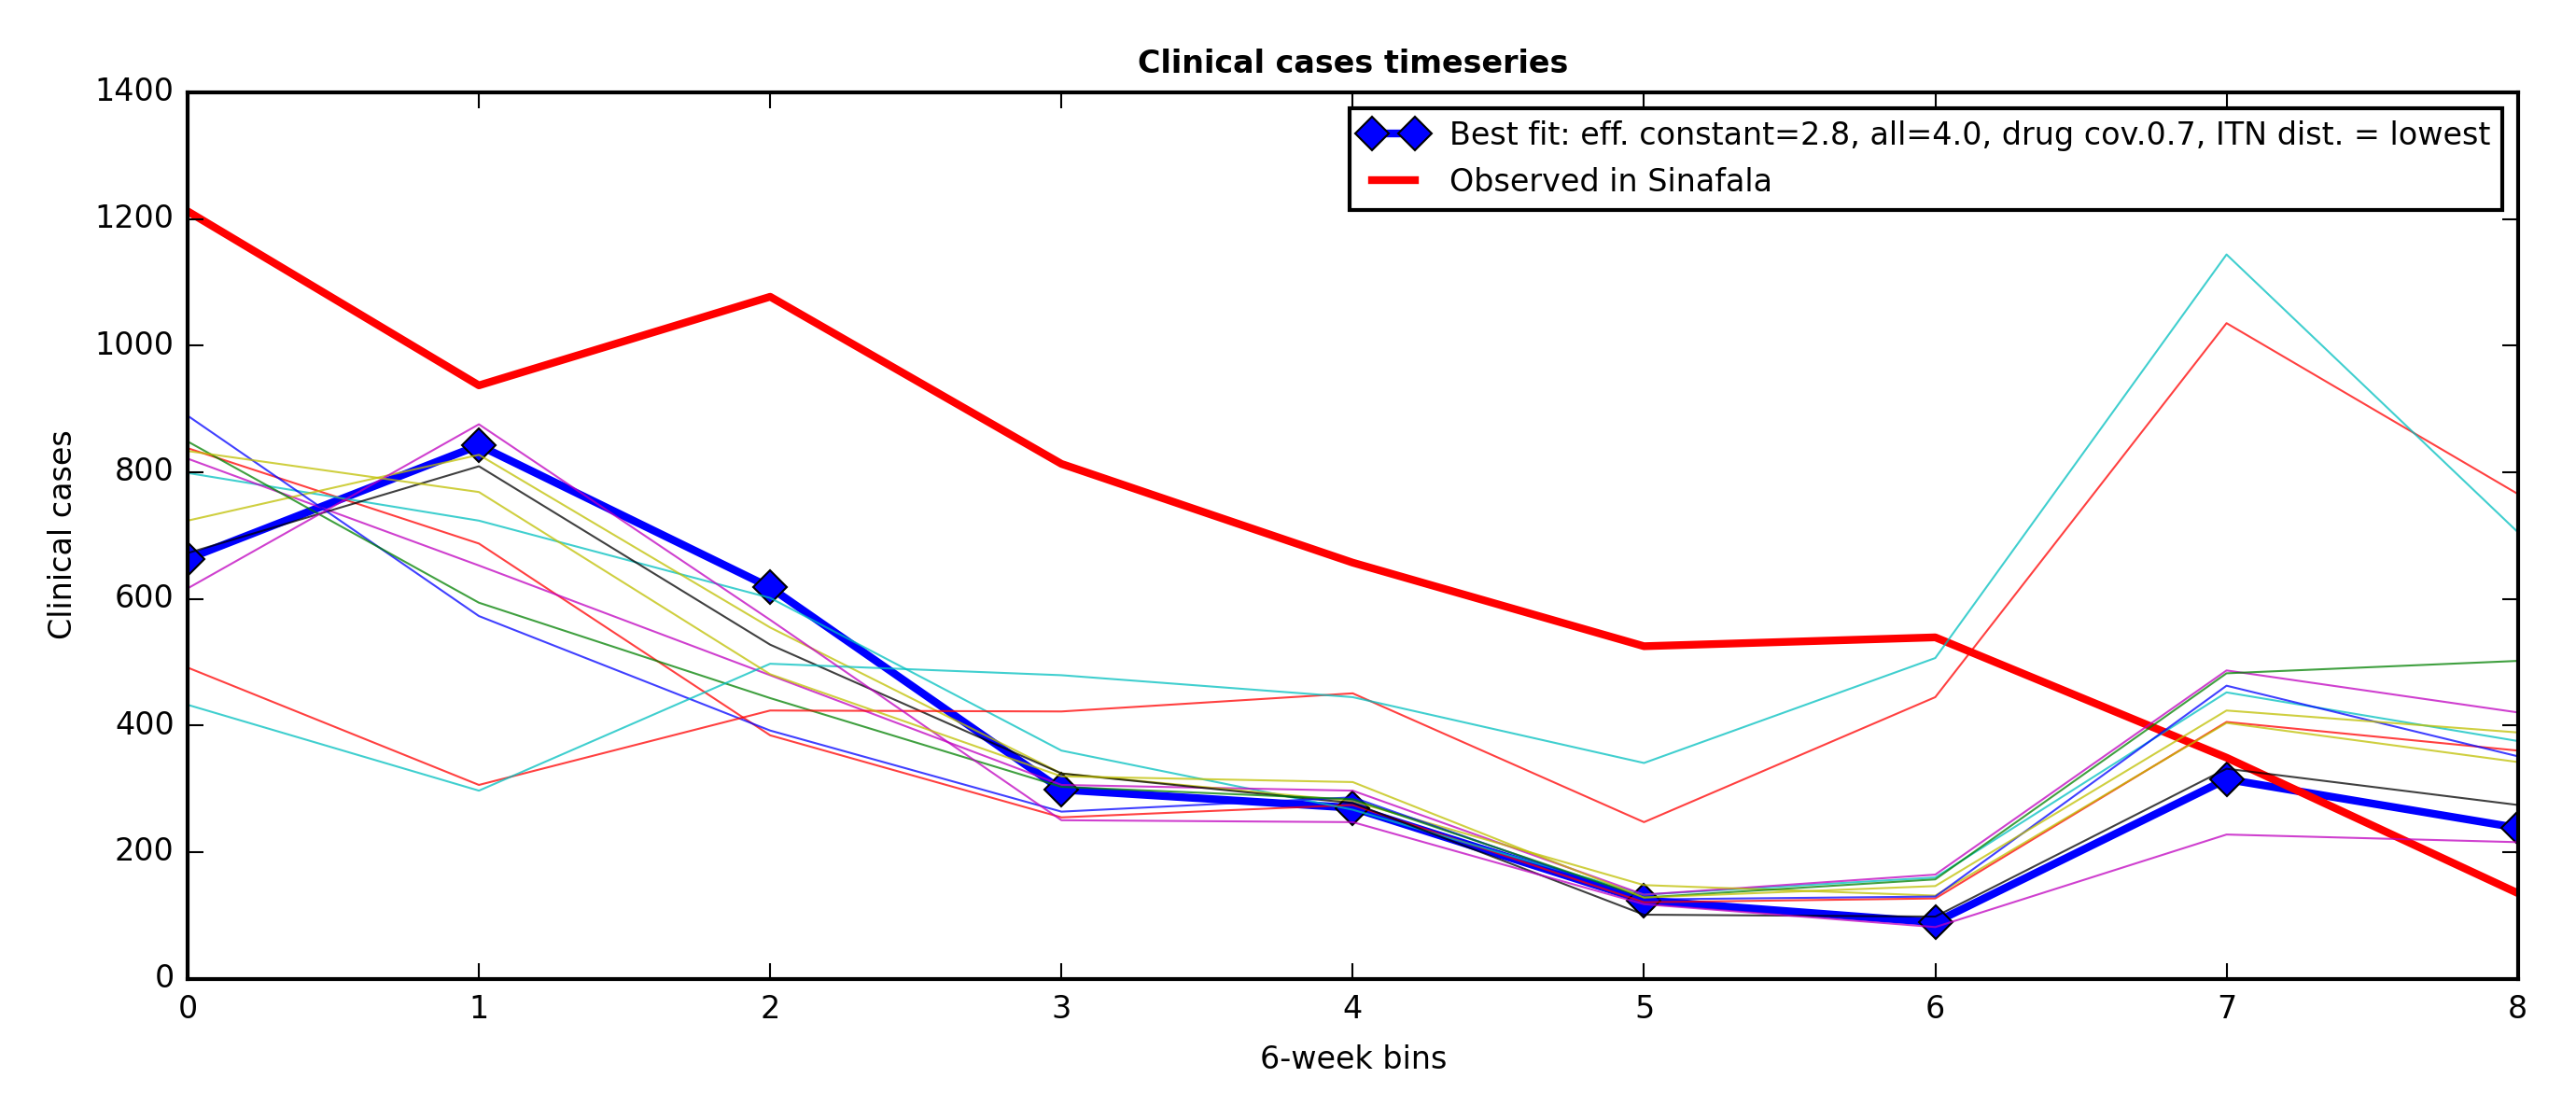 Clinical cases timeseries
1400
1200
1000
800
600
400
200
0
Clinical cases
Best fit: eff. constant=2.8, all=4.0, drug cov.0.7, ITN dist. = lowest
Observed in Sinafala
0 1 2 3 4 5 6 7 8
6-week bins